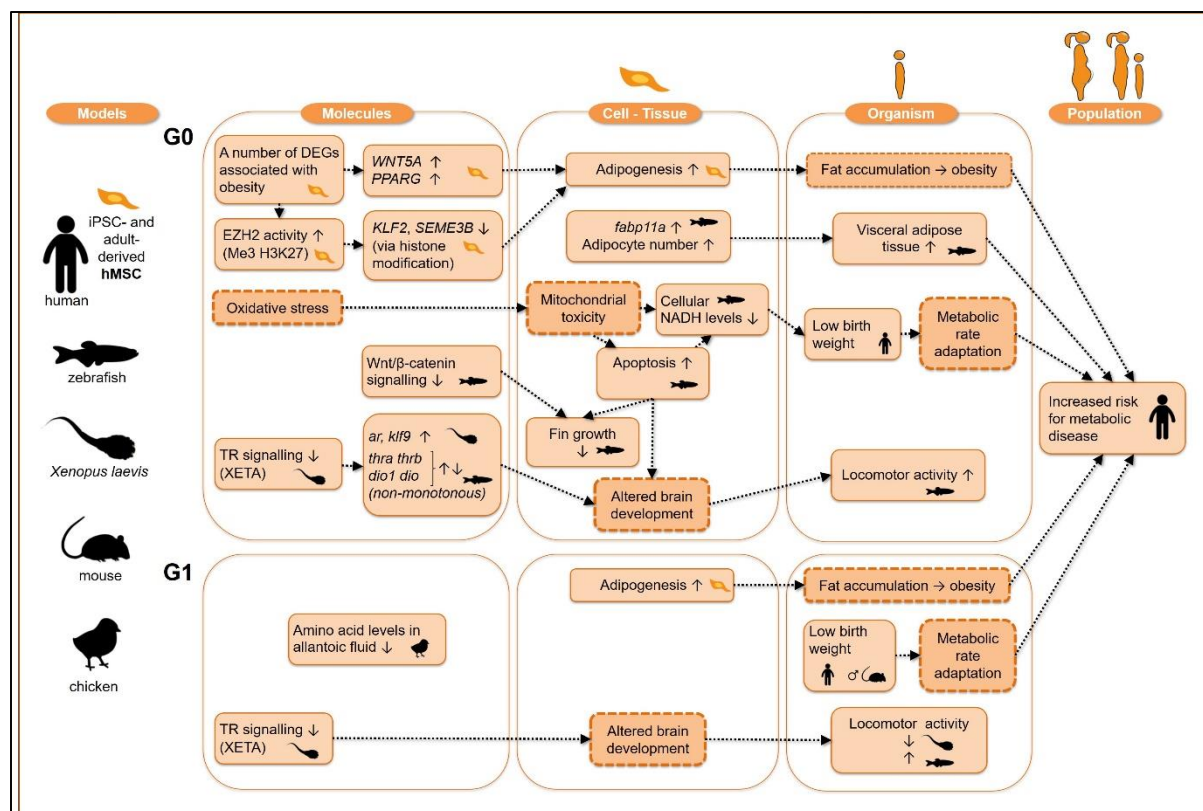 Models
Molecules
Cell - Tissue
Organism
Population
iPSC- and
adult-
derived
hMSC
human
zebrafish
Xenopus laevis
mouse
chicken
G0
A number of DEGs
associated with
obesity
WNT5A ↑
PPARG ↑
EZH2 activity ↑
(Me3 H3K27)
KLF2, SEME3B ↓
(via histone
modification)
Oxidative stress
Wnt/β-catenin
signalling ↓
TR signalling ↓
(XETA)
ar, klf9 ↑
thra thrb
dio1 dio
↑↓
(non-monotonous)
Adipogenesis ↑
fabp11a ↑
Adipocyte number ↑
Mitochondrial
toxicity
Cellular
NADH levels ↓
Apoptosis ↑
Fin growth
↓
Altered brain
development
Fat accumulation → obesity
Visceral adipose
tissue ↑
Low birth
weight
Metabolic
rate
adaptation
Locomotor activity ↑
Increased risk
for metabolic
disease
G1
Amino acid levels in
allantoic fluid ↓
TR signalling ↓
(XETA)
Adipogenesis ↑
Altered brain
development
Fat accumulation → obesity
Low birth
weight
♂
Metabolic
rate
adaptation
Locomotor activity
↓
↑